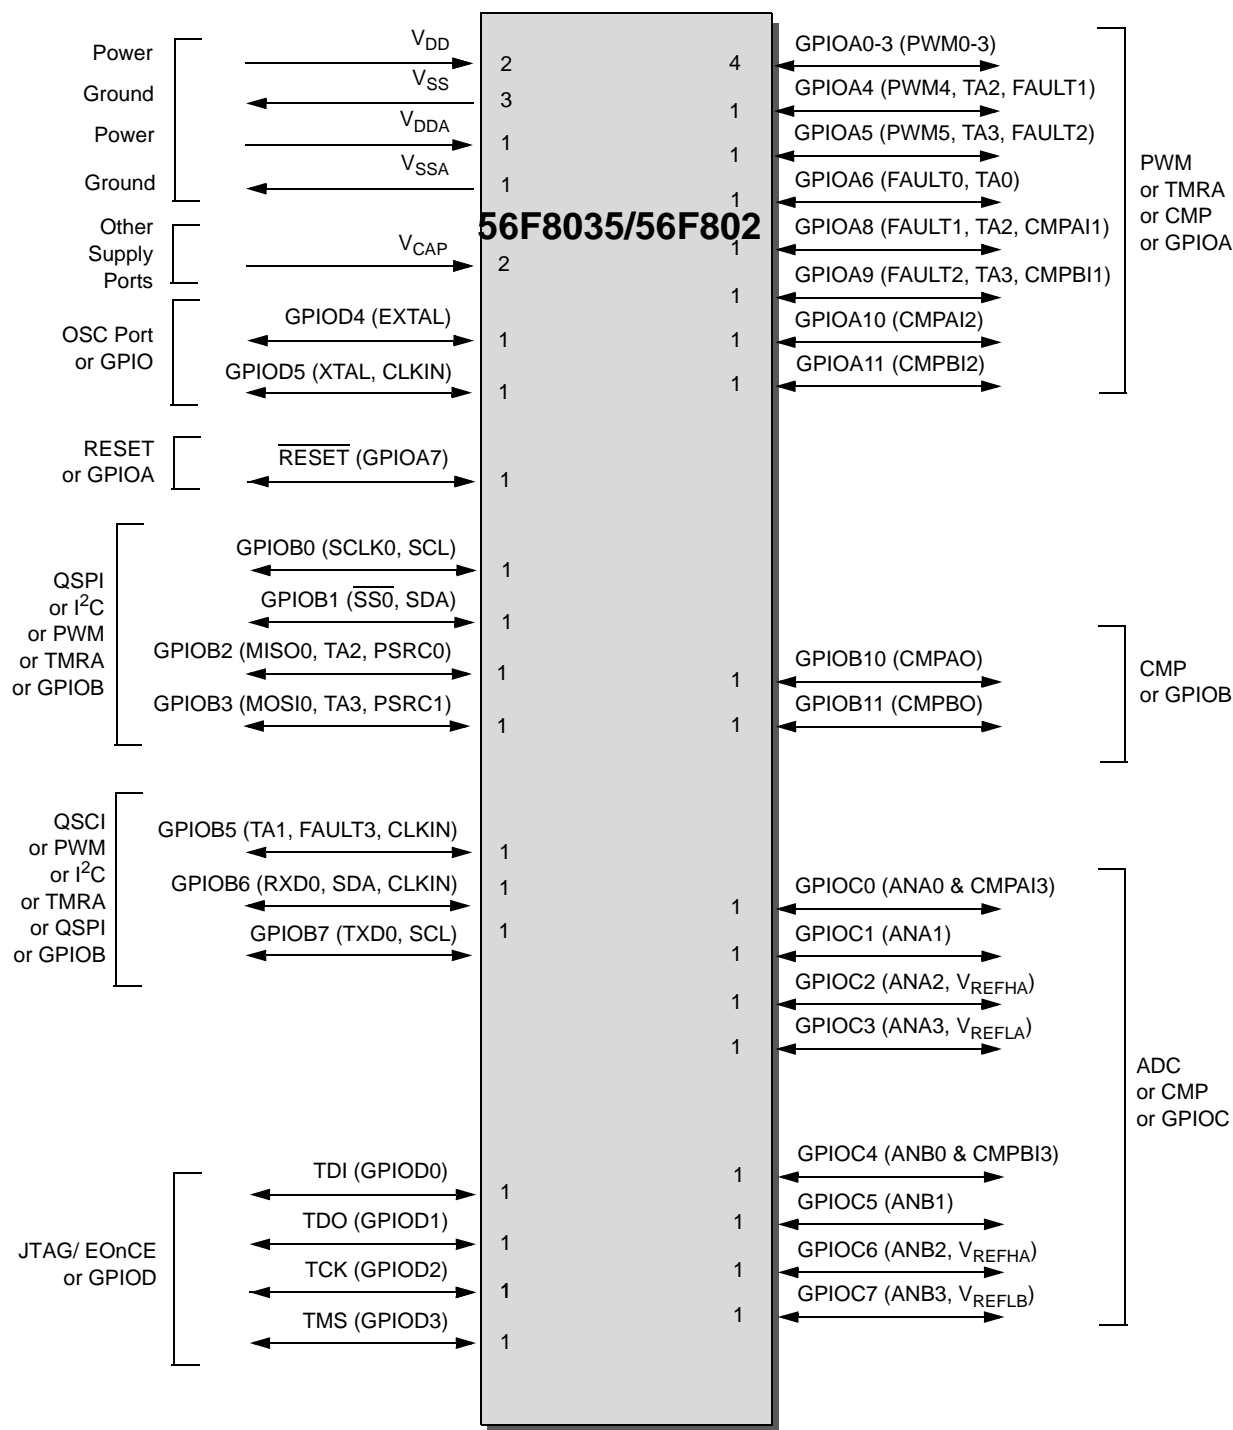 Power
V_DD
2
Ground
V_SS
3
Power
V_DDA
1
Ground
V_SSA
1
Other
Supply
Ports
V_CAP
2
OSC Port
or GPIO
GPIOD4 (EXTAL)
1
GPIOD5 (XTAL, CLKIN)
1
RESET
or GPIOA
RESET (GPIOA7)
1
QSPI
or I2C
or PWM
or TMRA
or GPIOB
GPIOB0 (SCLK0, SCL)
1
GPIOB1 (SS0, SDA)
1
GPIOB2 (MISO0, TA2, PSRC0)
1
GPIOB3 (MOSI0, TA3, PSRC1)
1
QSCI
or PWM
or I2C
or TMRA
or QSPI
or GPIOB
GPIOB5 (TA1, FAULT3, CLKIN)
1
GPIOB6 (RXD0, SDA, CLKIN)
1
GPIOB7 (TXD0, SCL)
1
JTAG/ EOnCE
or GPIOD
TDI (GPIOD0)
1
TDO (GPIOD1)
1
TCK (GPIOD2)
1
TMS (GPIOD3)
1
56F8035/56F802
4
GPIOA0-3 (PWM0-3)
1
GPIOA4 (PWM4, TA2, FAULT1)
1
GPIOA5 (PWM5, TA3, FAULT2)
1
GPIOA6 (FAULT0, TA0)
1
GPIOA8 (FAULT1, TA2, CMPAI1)
1
GPIOA9 (FAULT2, TA3, CMPBI1)
1
GPIOA10 (CMPAI2)
1
GPIOA11 (CMPBI2)
PWM
or TMRA
or CMP
or GPIOA
1
GPIOB10 (CMPAO)
1
GPIOB11 (CMPBO)
CMP
or GPIOB
1
GPIOC0 (ANA0 & CMPAI3)
1
GPIOC1 (ANA1)
1
GPIOC2 (ANA2, V_REFHA)
1
GPIOC3 (ANA3, V_REFLA)
1
GPIOC4 (ANB0 & CMPBI3)
1
GPIOC5 (ANB1)
1
GPIOC6 (ANB2, V_REFHA)
1
GPIOC7 (ANB3, V_REFLB)
ADC
or CMP
or GPIOC